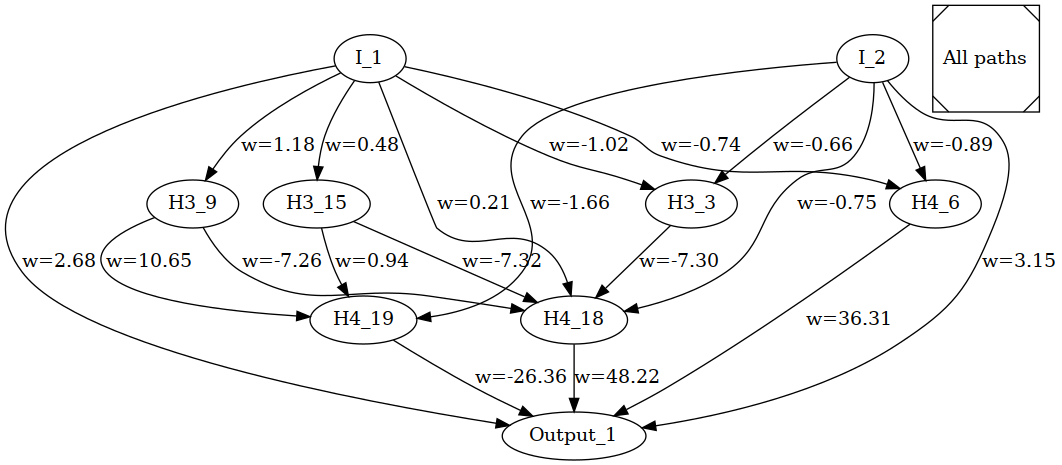 I_1
I_2
All paths
w=1.18
w=0.48
w=-1.02
w=-0.74
w=-0.66
w=-0.89
H3_9
H3_15
w=0.21
w=-1.66
H3_3
w=-0.75
H4_6
w=2.68
w=10.65
w=-7.26
w=0.94
w=-7.32
w=-7.30
w=3.15
H4_19
H4_18
w=36.31
w=-26.36
w=48.22
Output_1